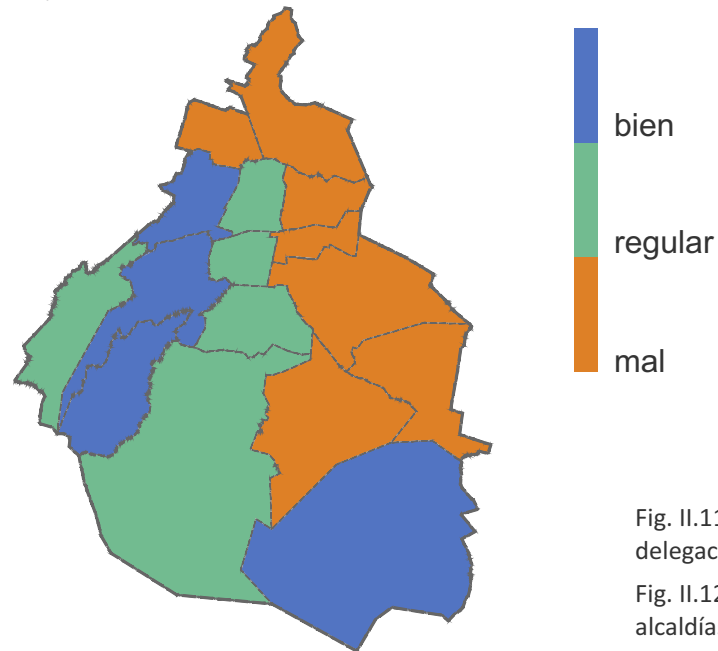 bien
regular
mal
Fig. II.11
delegac
Fig. II.12
alcaldía